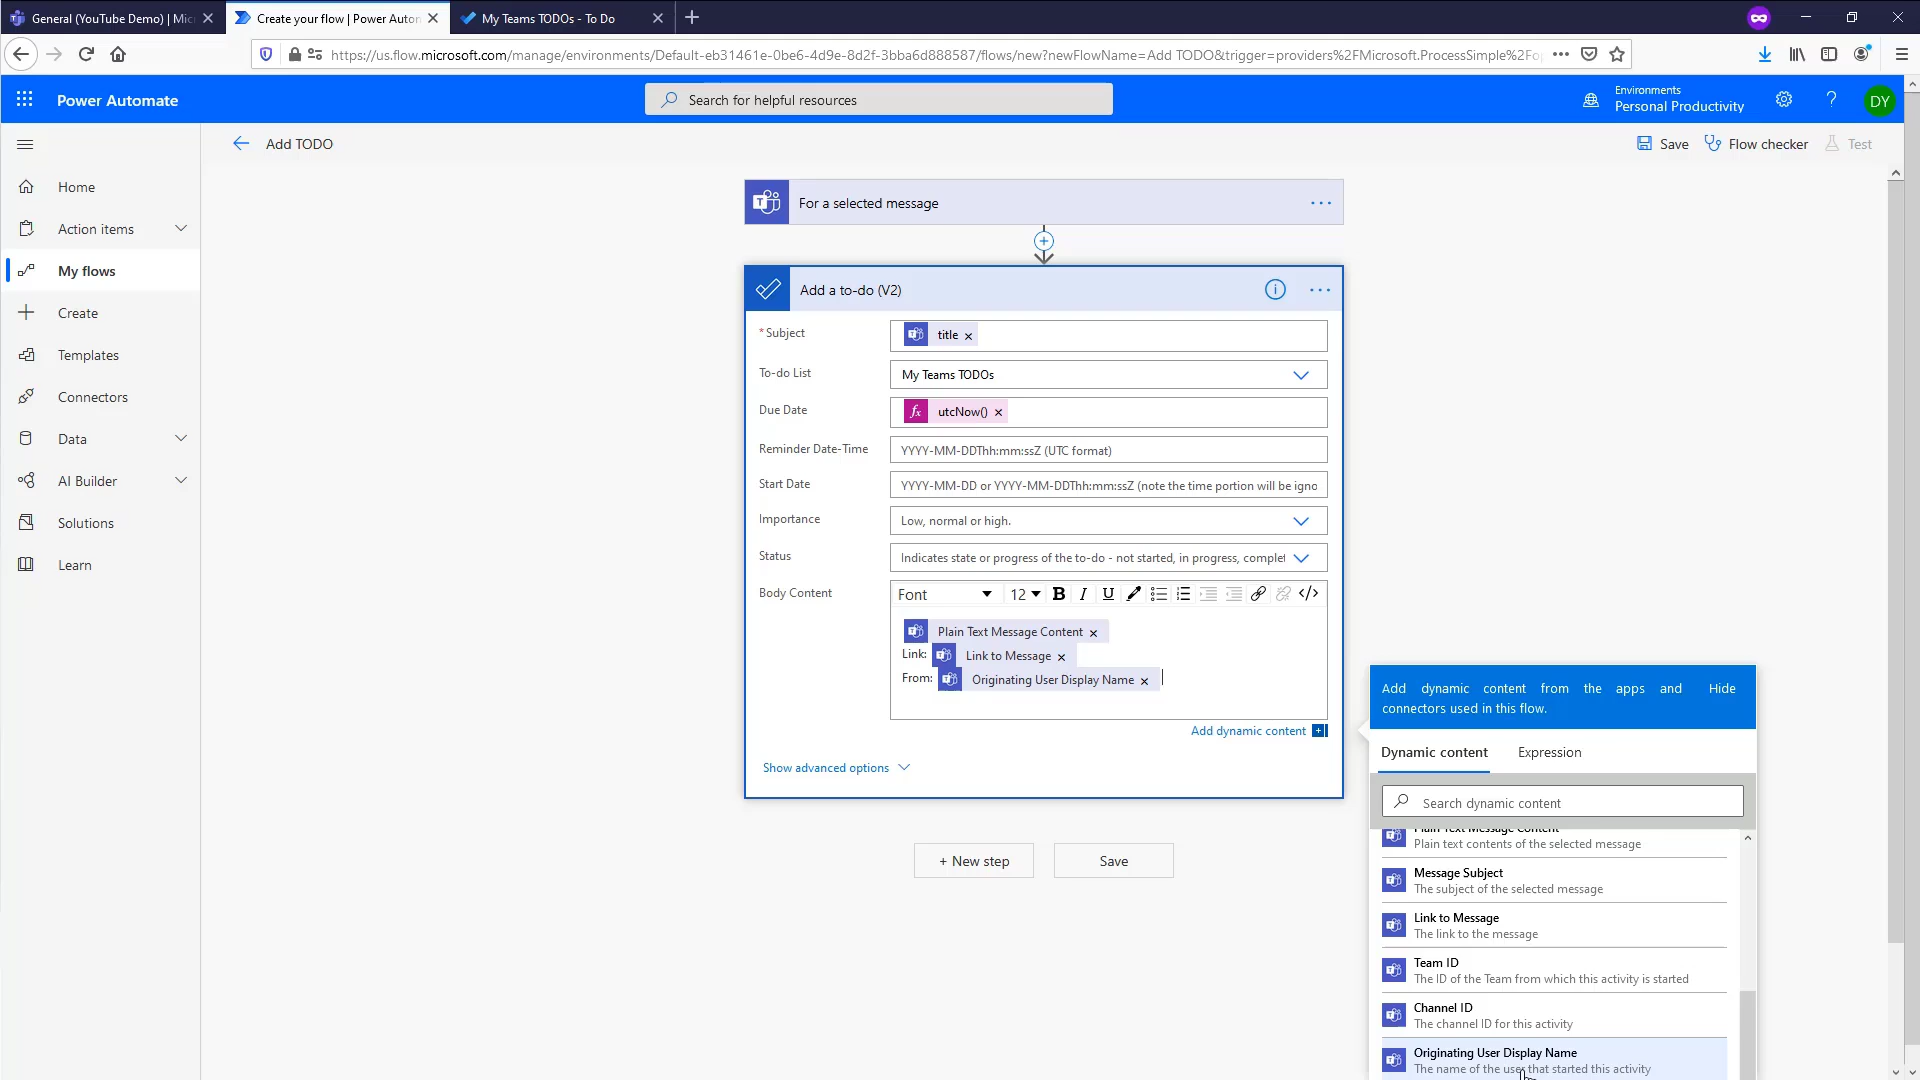 General (YouTube Demo) | Mic
Create your flow | Power Autom
My Teams TODOs - To Do
https://us.flow.microsoft.com/manage/environments/Default-eb31461e-0be6-4d9e-8d2f-3bba6d888587/flows/new?newFlowName=Add TODO&trigger=providers%2FMicrosoft.ProcessSimple%2Fo
Power Automate
Search for helpful resources
Environments
Personal Productivity
?
DY
Add TODO
Save
Flow checker
Test
Home
Action items
My flows
Create
Templates
Connectors
Data
AI Builder
Solutions
Learn
For a selected message
Add a to-do (V2)
* Subject
title ×
To-do List
My Teams TODOs
Due Date
fx utcNow() ×
Reminder Date-Time
YYYY-MM-DDThh:mm:ssZ (UTC format)
Start Date
YYYY-MM-DD or YYYY-MM-DDThh:mm:ssZ (note the time portion will be igno
Importance
Low, normal or high.
Status
Indicates state or progress of the to-do - not started, in progress, complet
Body Content
Font 12 B I U </>
Plain Text Message Content ×
Link: Link to Message ×
From: Originating User Display Name ×
Add dynamic content
Show advanced options
+ New step
Save
Add dynamic content from the apps and
connectors used in this flow.
Hide
Dynamic content
Expression
Search dynamic content
Plain Text Message Content
Plain text contents of the selected message
Message Subject
The subject of the selected message
Link to Message
The link to the message
Team ID
The ID of the Team from which this activity is started
Channel ID
The channel ID for this activity
Originating User Display Name
The name of the user that started this activity